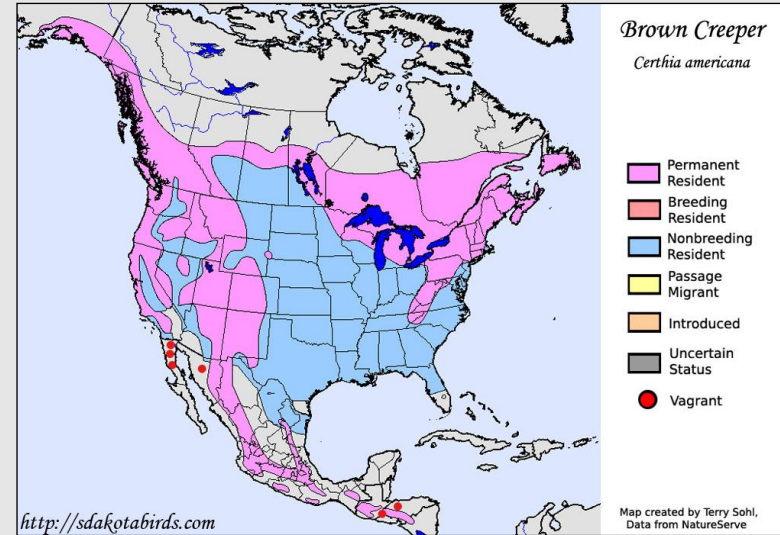 Brown Creeper
Certhia americana
Permanent
Resident
Breeding
Resident
Nonbreeding
Resident
Passage
Migrant
Introduced
Uncertain
Status
Vagrant
http://sdakotabirds.com
Map created by Terry Sohl,
Data from NatureServe